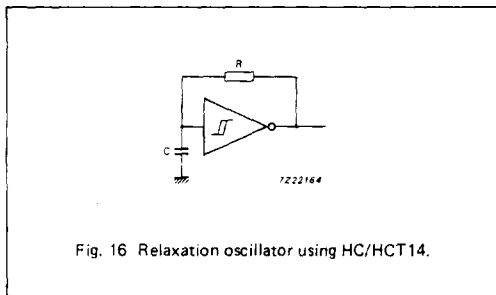 R
C
7Z22164
Fig. 16 Relaxation oscillator using HC/HCT14.